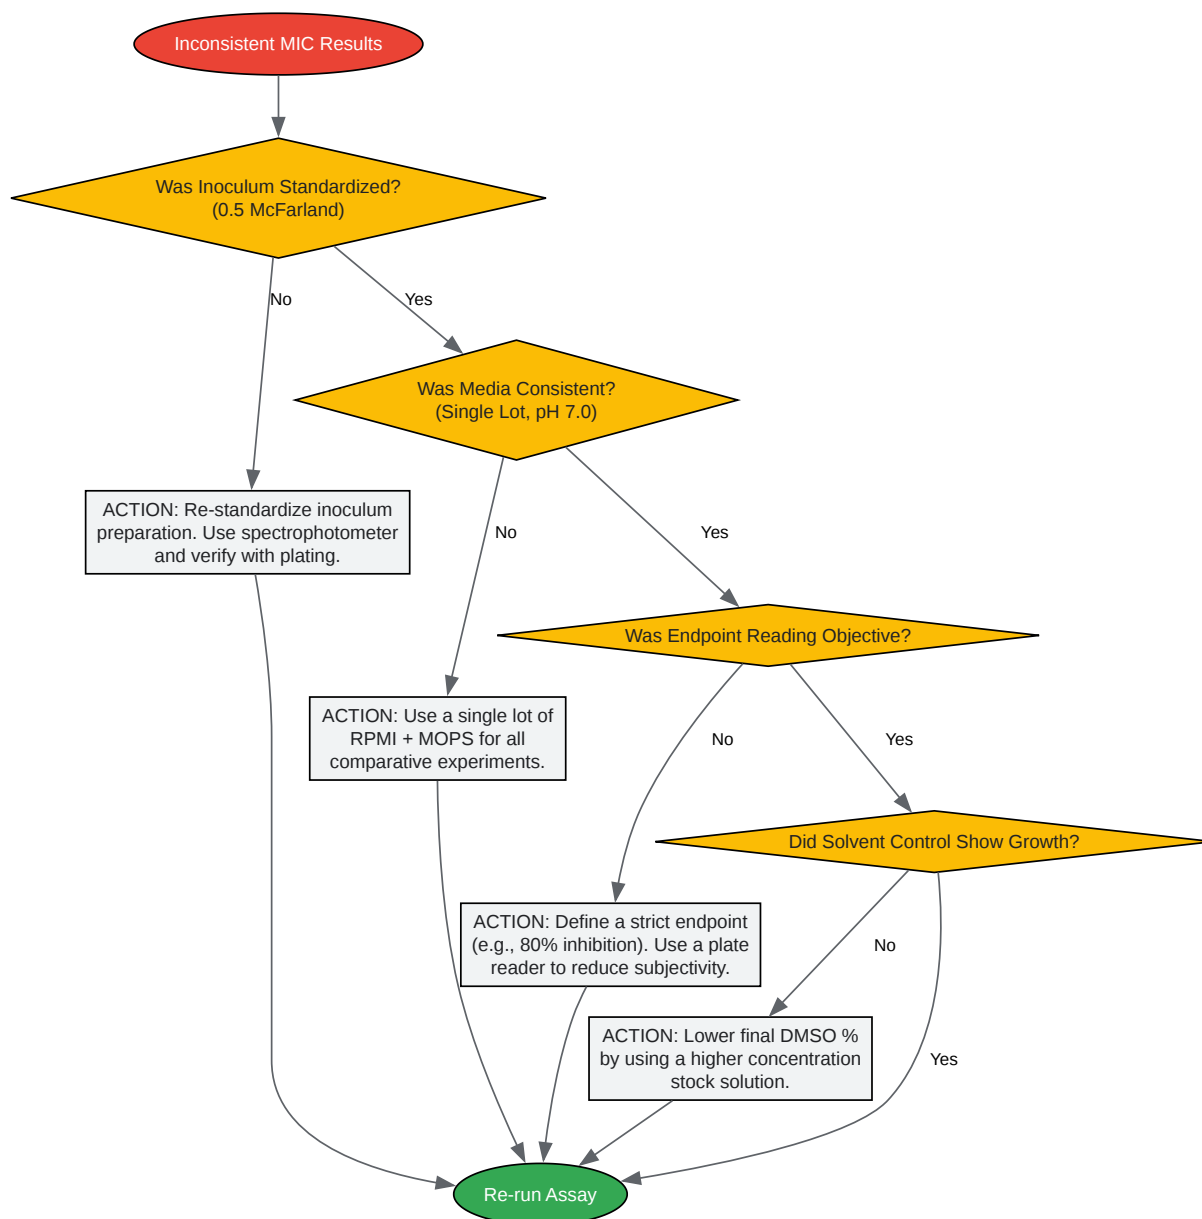 Inconsistent MIC Results
Was Inoculum Standardized?
(0.5 McFarland)
No
Yes
Was Media Consistent?
(Single Lot, pH 7.0)
ACTION: Re-standardize inoculum
preparation. Use spectrophotometer
and verify with plating.
No
Yes
Was Endpoint Reading Objective?
ACTION: Use a single lot of
RPMI + MOPS for all
comparative experiments.
No
Yes
Did Solvent Control Show Growth?
ACTION: Define a strict endpoint
(e.g., 80% inhibition). Use a plate
reader to reduce subjectivity.
No
ACTION: Lower final DMSO %
by using a higher concentration
stock solution.
Yes
Re-run Assay